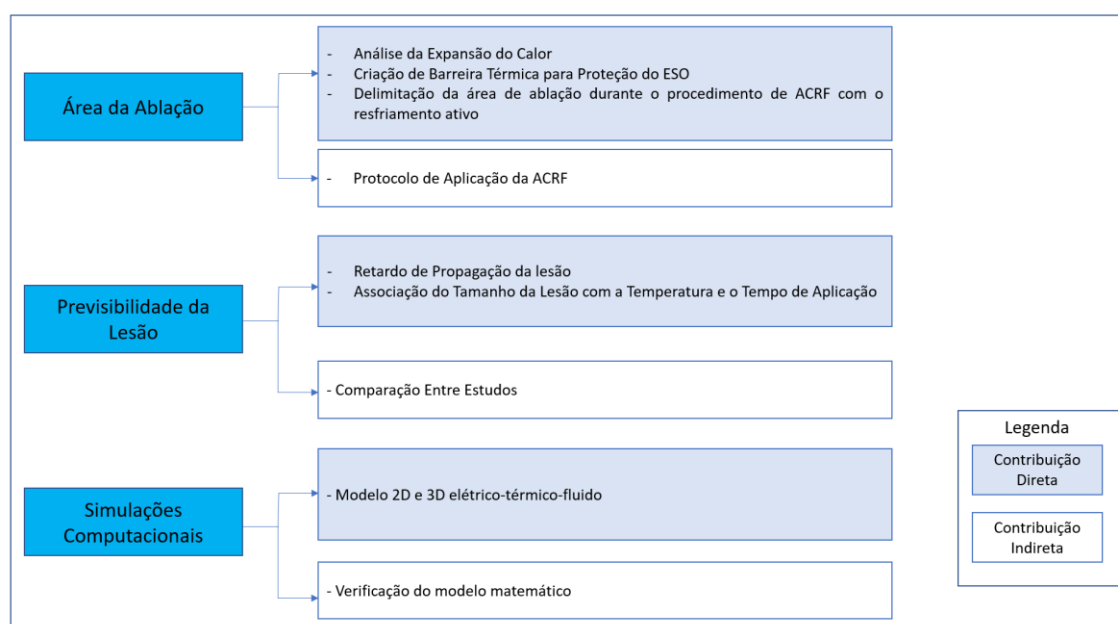 Área da Ablação
- Análise da Expansão do Calor
- Criação de Barreira Térmica para Proteção do ESO
- Delimitação da área de ablação durante o procedimento de ACRF com o
resfriamento ativo
- Protocolo de Aplicação da ACRF
Previsibilidade da
Lesão
- Retardo de Propagação da lesão
- Associação do Tamanho da Lesão com a Temperatura e o Tempo de Aplicação
- Comparação Entre Estudos
Simulações
Computacionais
- Modelo 2D e 3D elétrico-térmico-fluido
- Verificação do modelo matemático
Legenda
Contribuição
Direta
Contribuição
Indireta